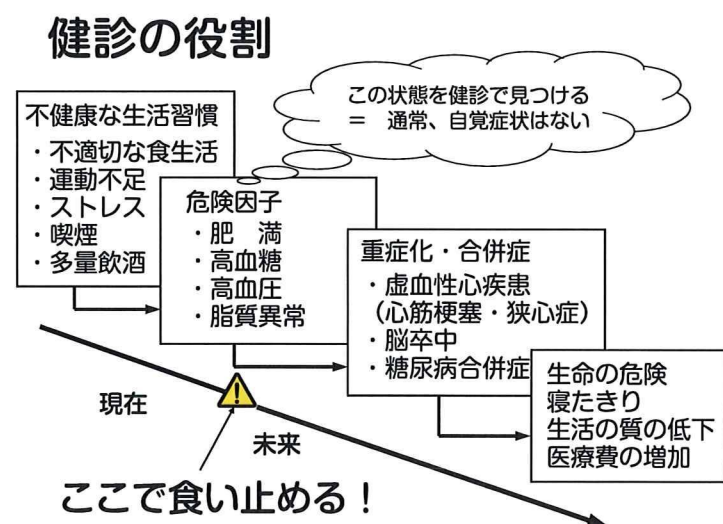 健診の役割
この状態を健診で見つける
＝　通常、自覚症状はない
不健康な生活習慣
・不適切な食生活
・運動不足
・ストレス
・喫煙
・多量飲酒
危険因子
・肥　満
・高血糖
・高血圧
・脂質異常
重症化・合併症
・虚血性心疾患
（心筋梗塞・狭心症）
・脳卒中
・糖尿病合併症
生命の危険
寝たきり
生活の質の低下
医療費の増加
現在
未来
ここで食い止める！